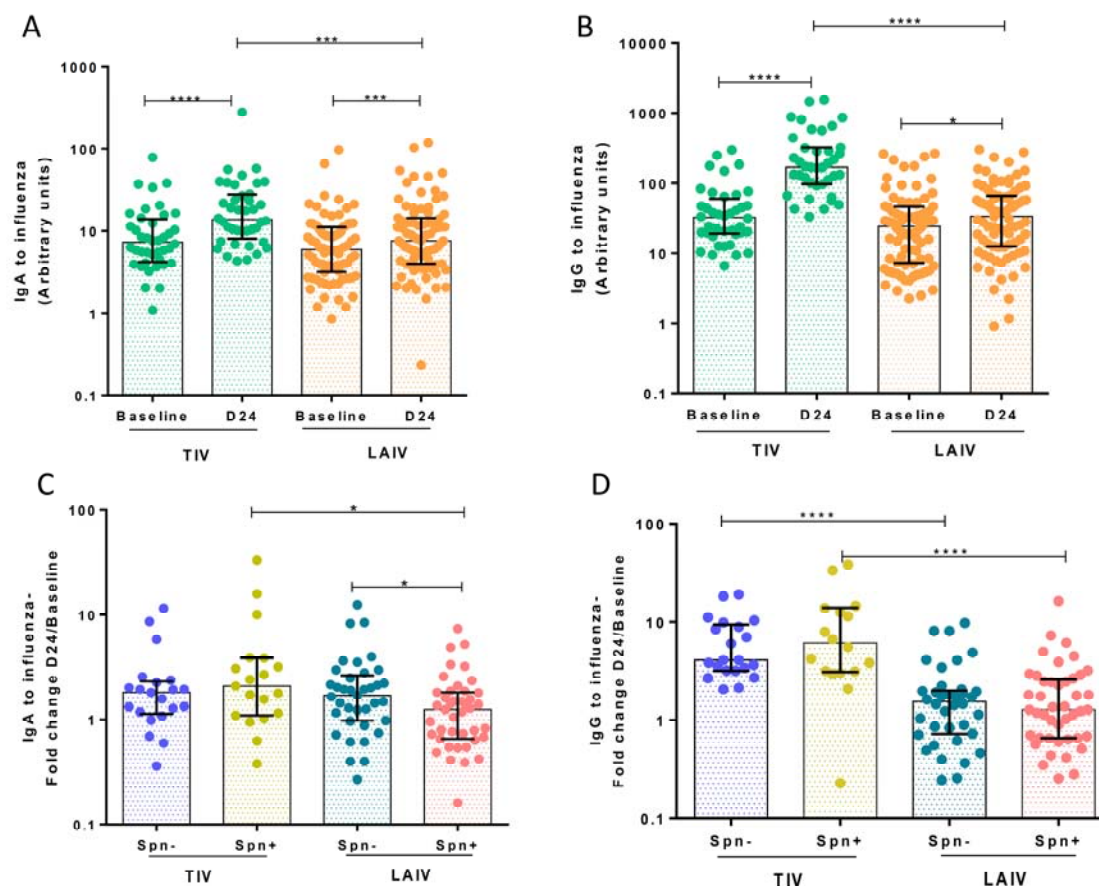 A
***
****
***
1000
100
10
1
0.1
IgA to influenza
(Arbitrary units)
Baseline D24 Baseline D24
TIV LAIV
B
****
****
*
10000
1000
100
10
1
0.1
IgG to influenza
(Arbitrary units)
Baseline D24 Baseline D24
TIV LAIV
C
*
*
100
10
1
0.1
IgA to influenza-
Fold change D24/Baseline
Spn- Spn+ Spn- Spn+
TIV LAIV
D
****
****
100
10
1
0.1
IgG to influenza-
Fold change D24/Baseline
Spn- Spn+ Spn- Spn+
TIV LAIV